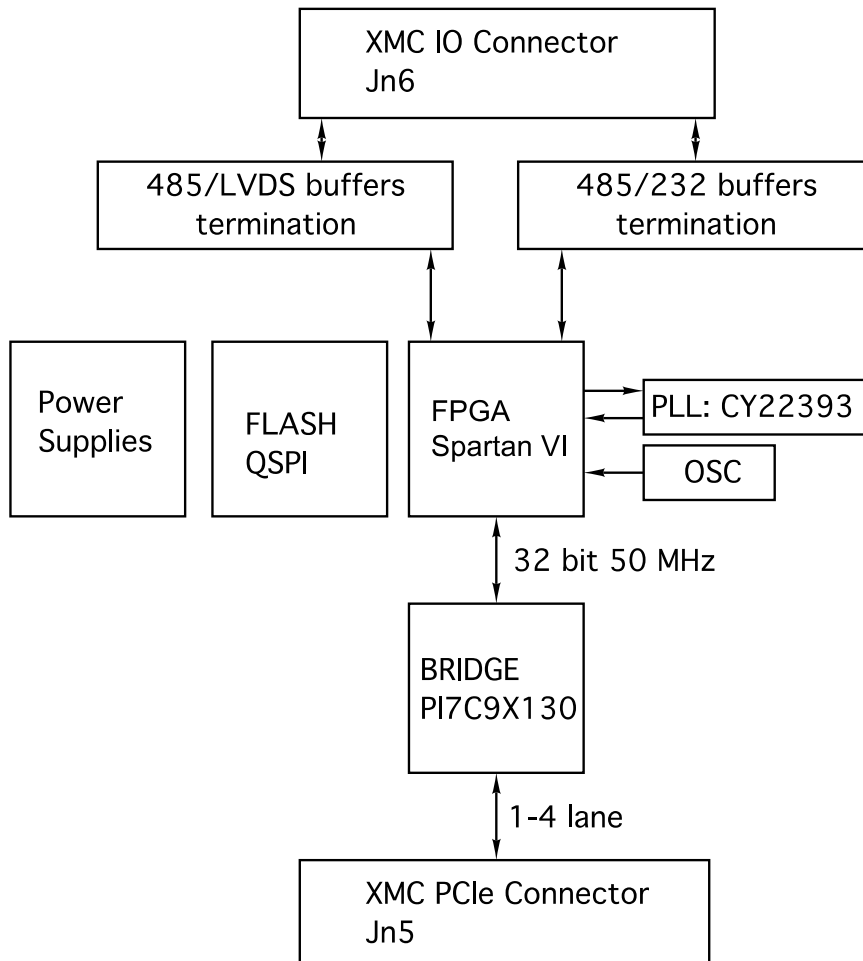 XMC IO Connector
Jn6
485/LVDS buffers
termination
485/232 buffers
termination
Power
Supplies
FLASH
QSPI
FPGA
Spartan VI
PLL: CY22393
OSC
32 bit 50 MHz
BRIDGE
PI7C9X130
1-4 lane
XMC PCIe Connector
Jn5